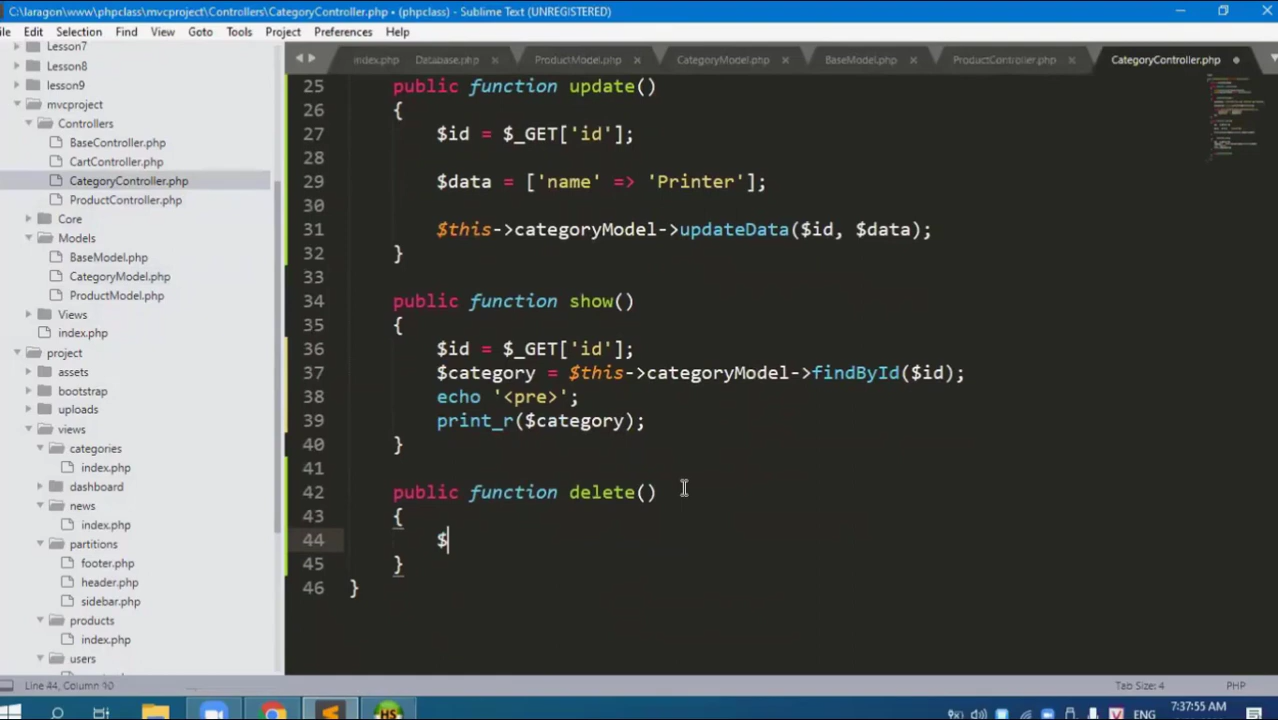 C:\laragon\www\phpclass\mvcproject\Controllers\CategoryController.php • (phpclass) - Sublime Text (UNREGISTERED)
Edit Selection Find View Goto Tools Project Preferences Help
index.php Database.php ProductModel.php CategoryModel.php BaseModel.php ProductController.php CategoryController.php
Lesson7
Lesson8
lesson9
mvcproject
Controllers
BaseController.php
CartController.php
CategoryController.php
ProductController.php
Core
Models
BaseModel.php
CategoryModel.php
ProductModel.php
Views
index.php
project
assets
bootstrap
uploads
views
categories
index.php
dashboard
news
index.php
partitions
footer.php
header.php
sidebar.php
products
index.php
users
25 public function update()
26 {
27 $id = $_GET['id'];
28
29 $data = ['name' => 'Printer'];
30
31 $this->categoryModel->updateData($id, $data);
32 }
33
34 public function show()
35 {
36 $id = $_GET['id'];
37 $category = $this->categoryModel->findById($id);
38 echo '<pre>';
39 print_r($category);
40 }
41
42 public function delete()
43 {
44 $
45 }
46 }
Line 44, Column 90
Tab Size: 4 PHP
HS
ENG 7:37:55 AM